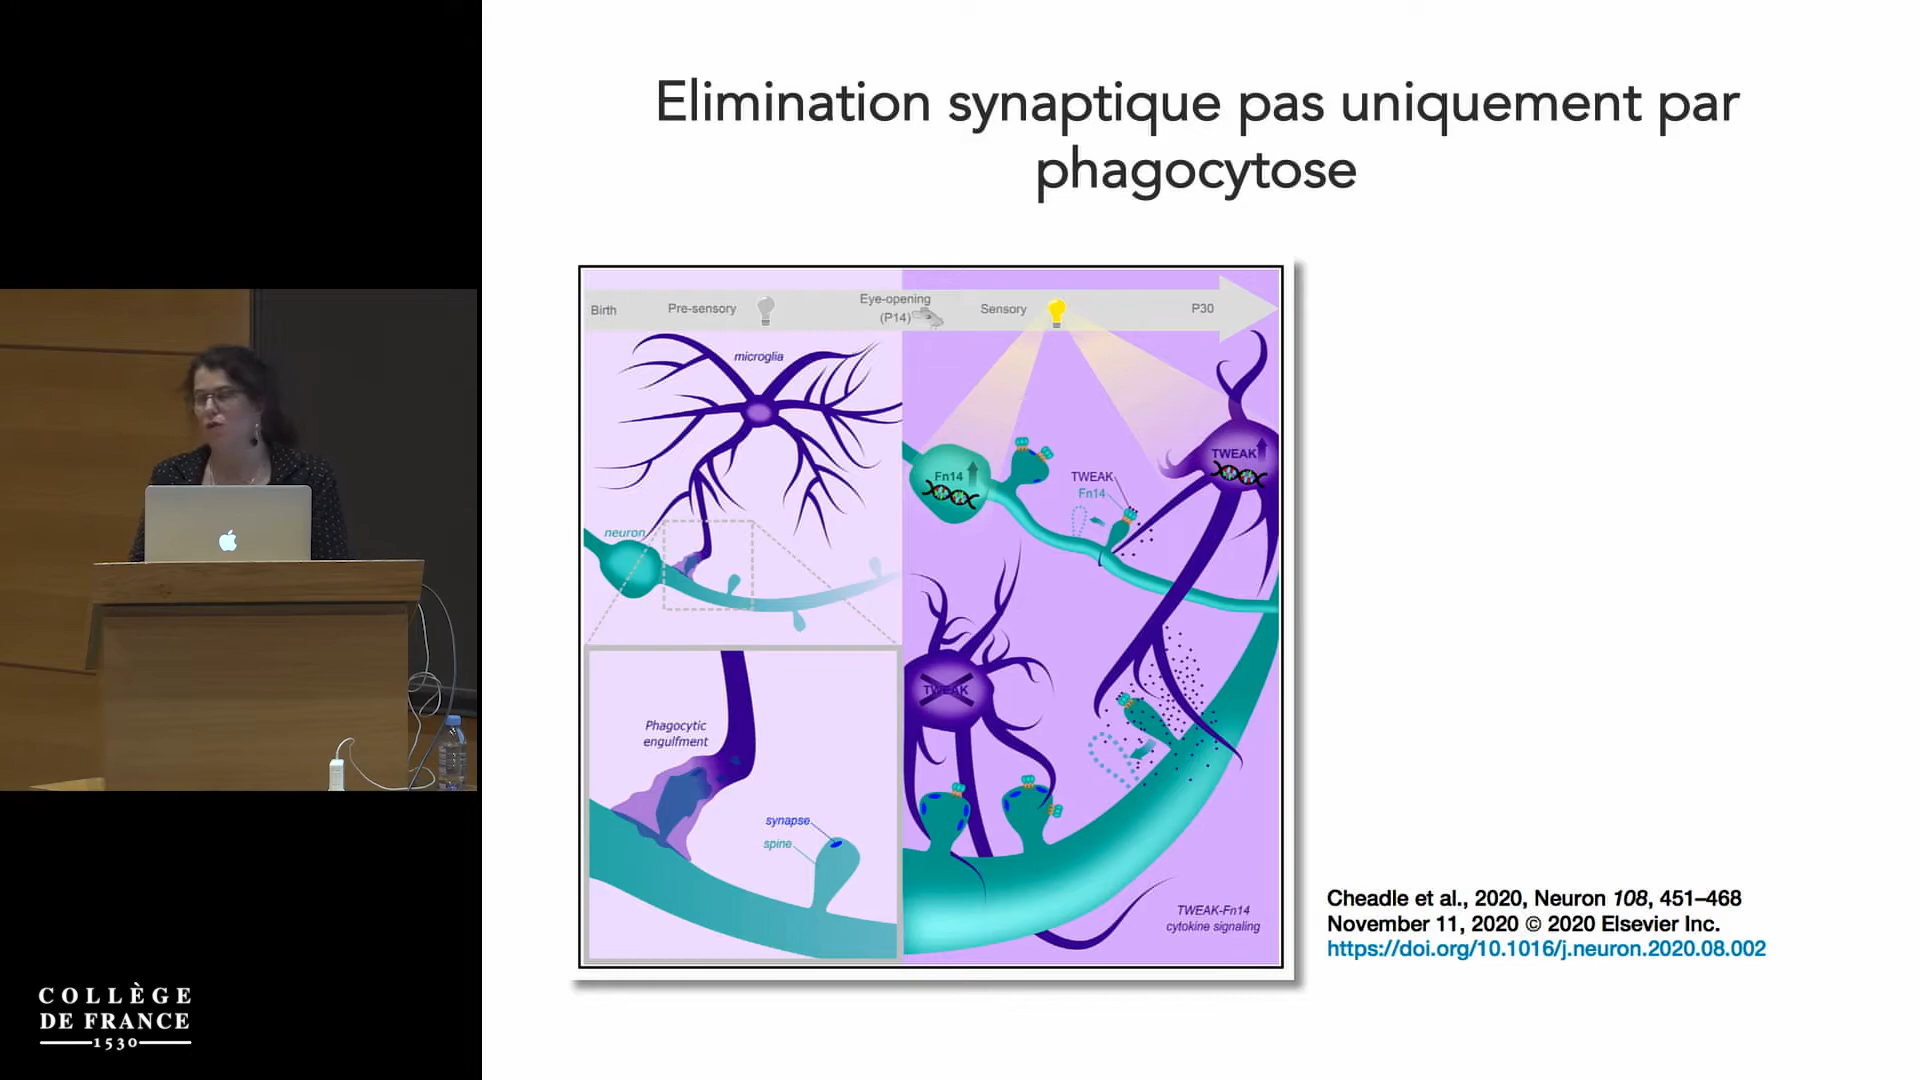 Elimination synaptique pas uniquement par
phagocytose
Birth
Pre-sensory
Eye-opening
(P14)
Sensory
P30
microglia
neuron
Fn14
TWEAK
Fn14
TWEAK
TWEAK
Phagocytic
engulfment
synapse
spine
TWEAK-Fn14
cytokine signaling
Cheadle et al., 2020, Neuron 108, 451–468
November 11, 2020 © 2020 Elsevier Inc.
https://doi.org/10.1016/j.neuron.2020.08.002
COLLÈGE
DE FRANCE
1530